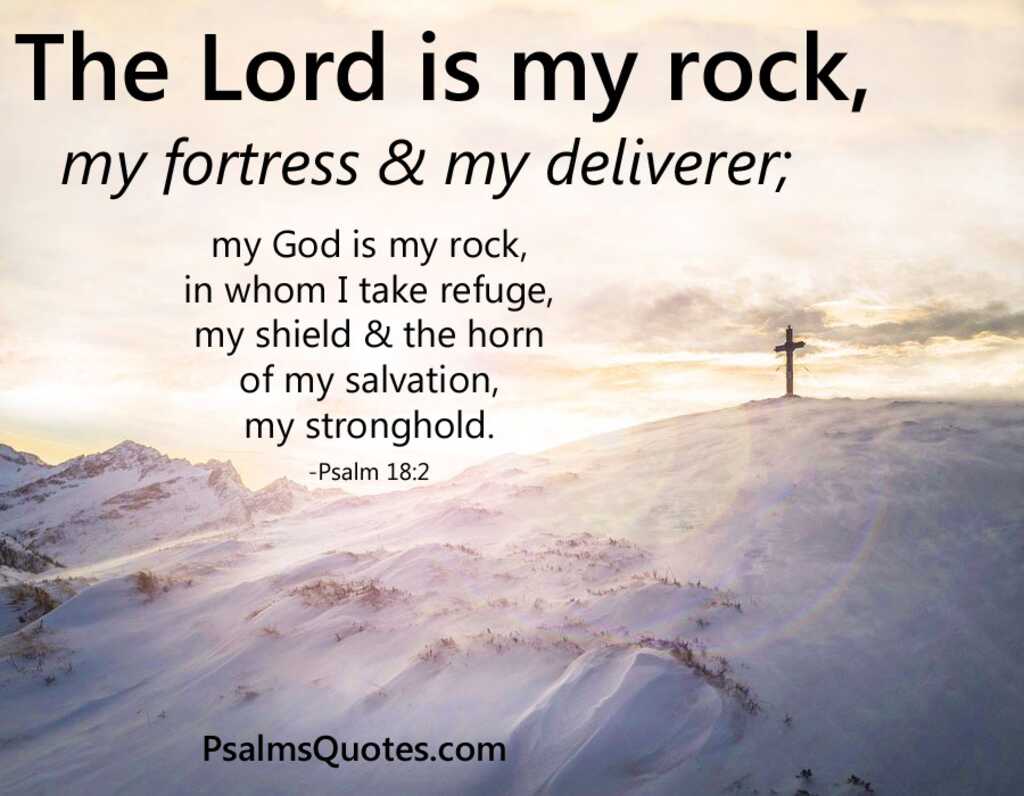 The Lord is my rock,
my fortress & my deliverer;
my God is my rock,
in whom I take refuge,
my shield & the horn
of my salvation,
my stronghold.
-Psalm 18:2
PsalmsQuotes.com